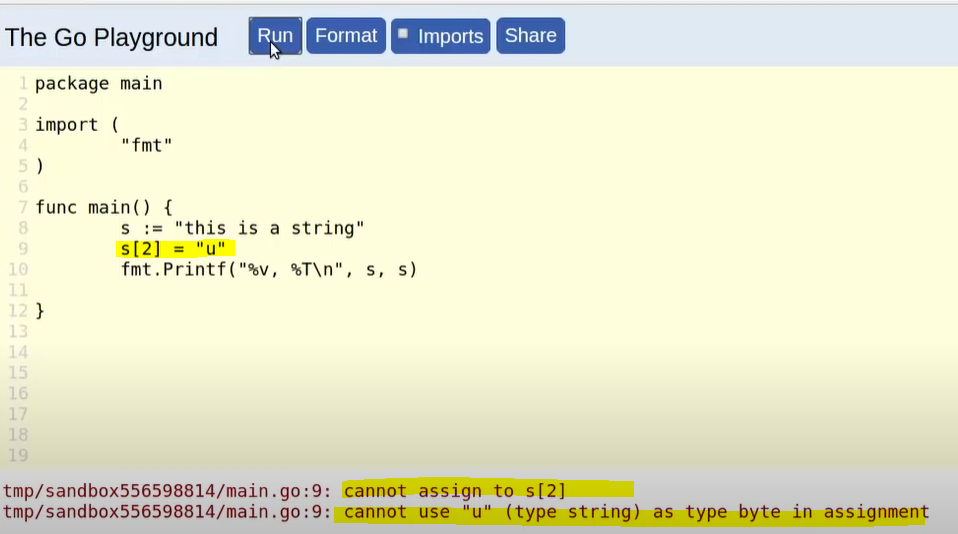 The Go Playground Run Format Imports Share
1 package main
2
3 import (
4 "fmt"
5 )
6
7 func main() {
8 s := "this is a string"
9 s[2] = "u"
10 fmt.Printf("%v, %T\n", s, s)
11
12 }
13
14
15
16
17
18
19
tmp/sandbox556598814/main.go:9: cannot assign to s[2]
tmp/sandbox556598814/main.go:9: cannot use "u" (type string) as type byte in assignment